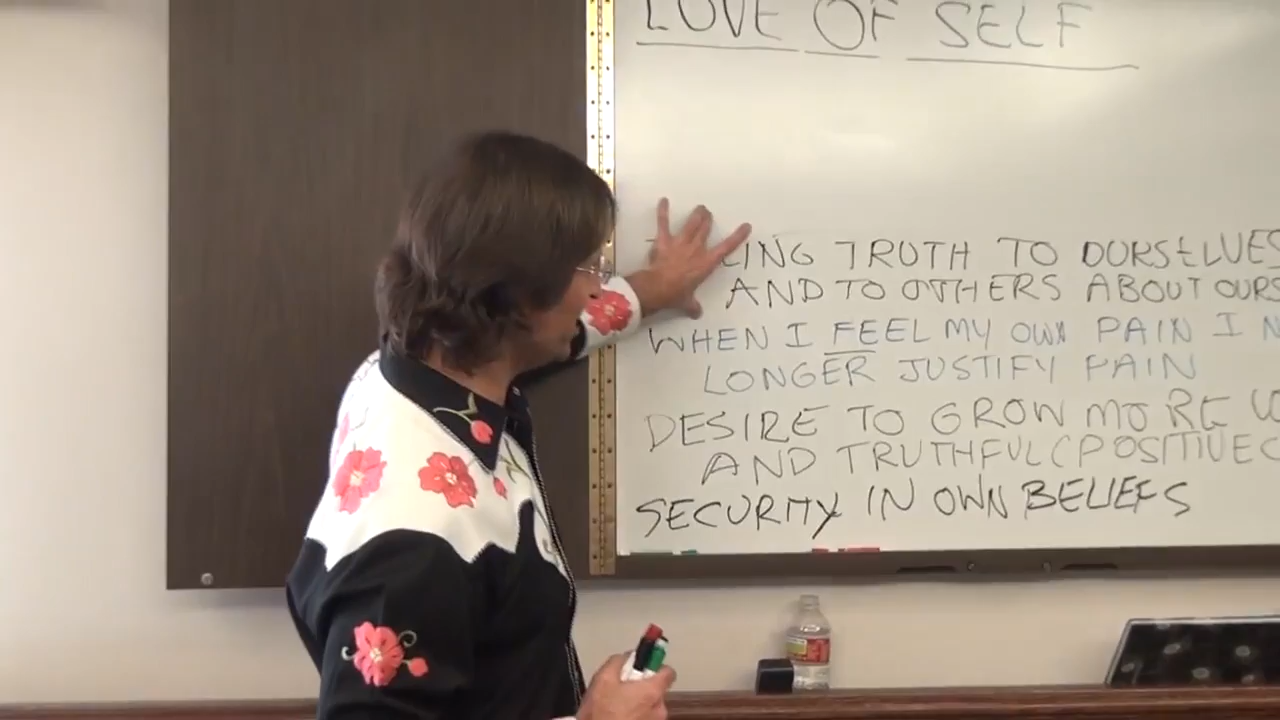 LOVE OF SELF
LING TRUTH TO OURSELVES
AND TO OTHERS ABOUT OURS
WHEN I FEEL MY OWN PAIN I N
LONGER JUSTIFY PAIN
DESIRE TO GROW MORE
AND TRUTHFUL (POSITIVE
SECURITY IN OWN BELIEFS